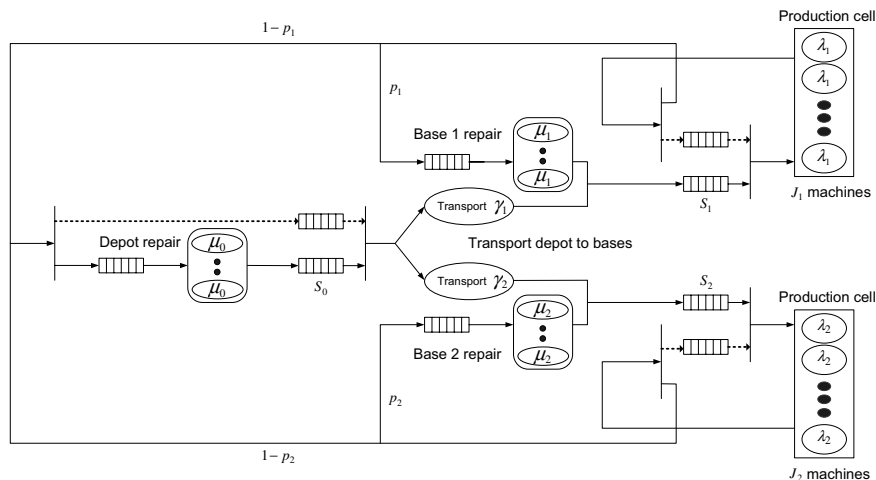 Production cell
1 − p₁
λ₁
λ₁
p₁
Base 1 repair
μ₁
μ₁
λ₁
S₁
J₁ machines
Transport γ₁
Depot repair
μ₀
μ₀
S₀
Transport depot to bases
Transport γ₂
S₂
Production cell
μ₂
μ₂
Base 2 repair
λ₂
λ₂
p₂
λ₂
1 − p₂
J₂ machines